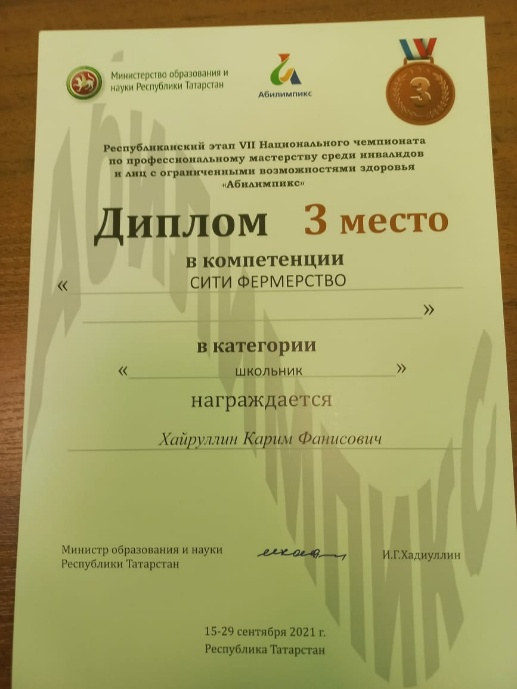 Министерство образования и
науки Республики Татарстан
Абилимпикс
3
Республиканский этап VII Национального чемпионата
по профессиональному мастерству среди инвалидов
и лиц с ограниченными возможностями здоровья
«Абилимпикс»
Диплом 3 место
в компетенции
« СИТИ ФЕРМЕРСТВО
»
в категории
« школьник »
награждается
Хайруллин Карим Фанисович
Министр образования и науки
Республики Татарстан
И.Г.Хадиуллин
15-29 сентября 2021 г.
Республика Татарстан
АБИЛИМПИКС